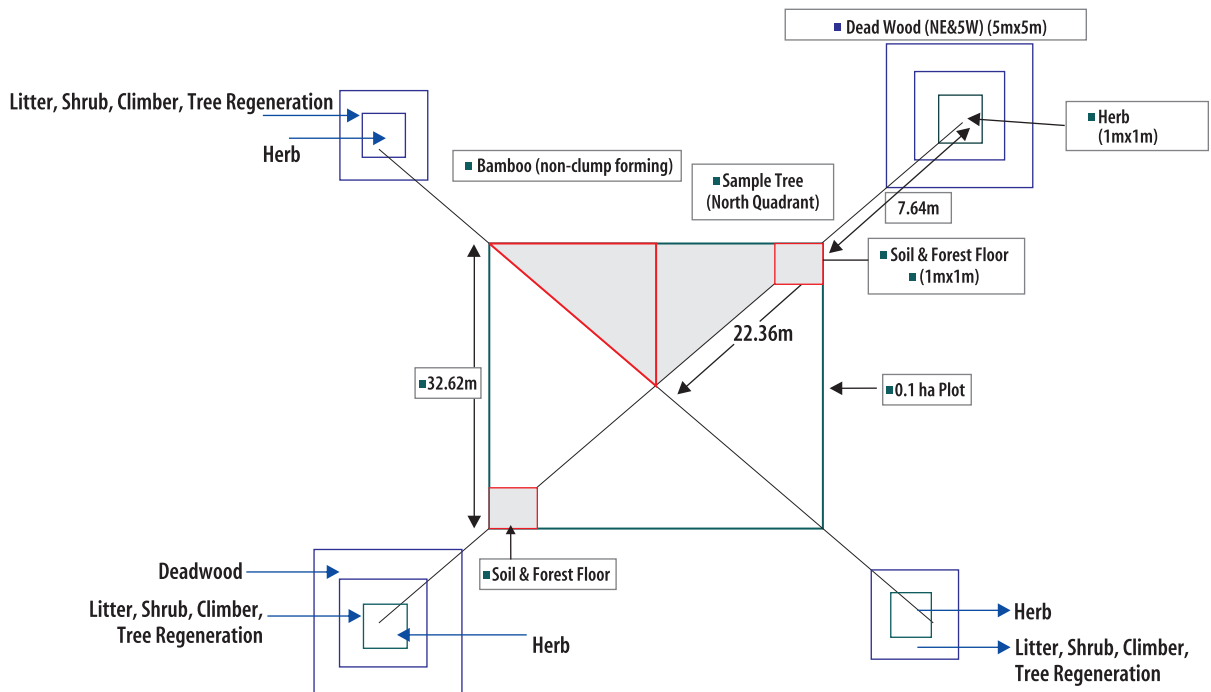 Dead Wood (NE&5W) (5mx5m)
Litter, Shrub, Climber, Tree Regeneration
Herb
Herb
(1mx1m)
Bamboo (non-clump forming)
Sample Tree
(North Quadrant)
7.64m
Soil & Forest Floor
(1mx1m)
22.36m
32.62m
0.1 ha Plot
Soil & Forest Floor
Deadwood
Litter, Shrub, Climber,
Tree Regeneration
Herb
Herb
Litter, Shrub, Climber,
Tree Regeneration